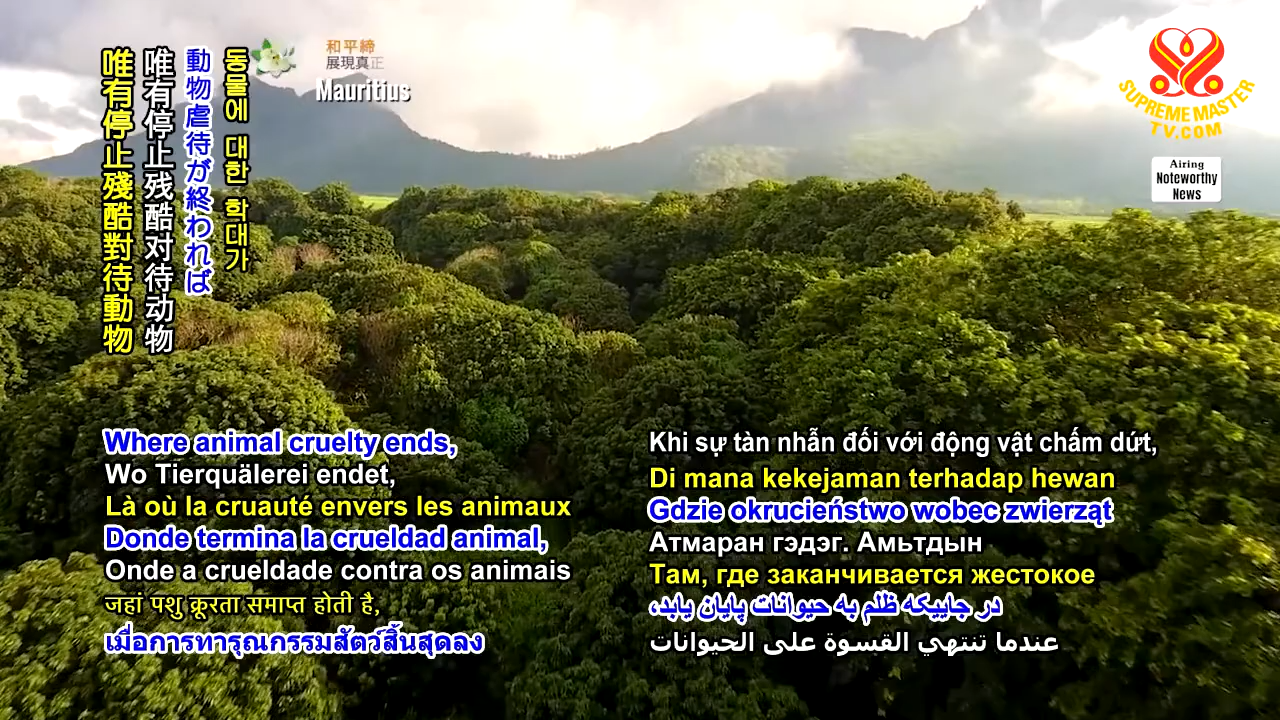 唯有停止殘酷對待動物
唯有停止残酷对待动物
動物虐待が終われば
동물에 대한 학대가
和平締
展現真正
Mauritius
SUPREME MASTER
TV.COM
Airing
Noteworthy
News
Where animal cruelty ends,
Wo Tierquälerei endet,
Là où la cruauté envers les animaux
Donde termina la crueldad animal,
Onde a crueldade contra os animais
जहां पशु क्रूरता समाप्त होती है,
เมื่อการทารุณกรรมสัตว์สิ้นสุดลง
Khi sự tàn nhẫn đối với động vật chấm dứt,
Di mana kekejaman terhadap hewan
Gdzie okrucieństwo wobec zwierząt
Атмаран гэдэг. Амьтдын
Там, где заканчивается жестокое
در جاییکه ظلم به حیوانات پایان یابد،
عندما تنتهي القسوة على الحيوانات